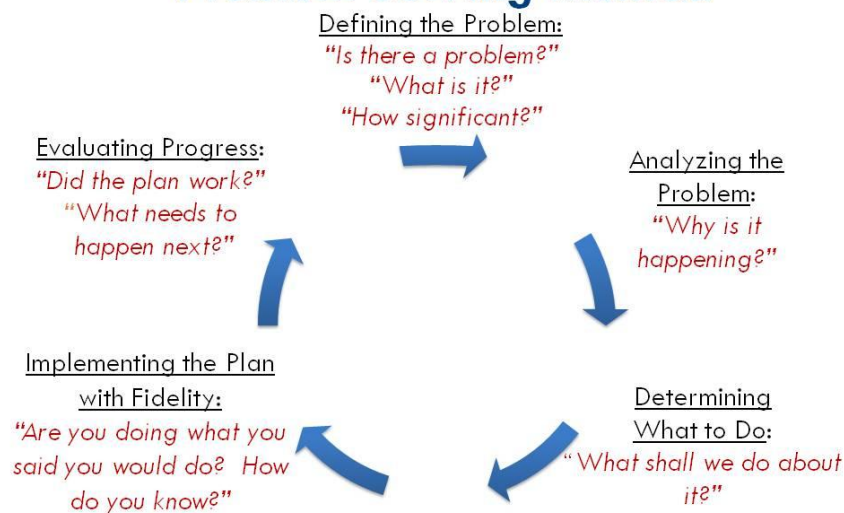 Defining the Problem:
“Is there a problem?”
“What is it?”
“How significant?”
Analyzing the
Problem:
“Why is it
happening?”
Determining
What to Do:
“What shall we do about
it?”
Implementing the Plan
with Fidelity:
“Are you doing what you
said you would do? How
do you know?”
Evaluating Progress:
“Did the plan work?”
“What needs to
happen next?”